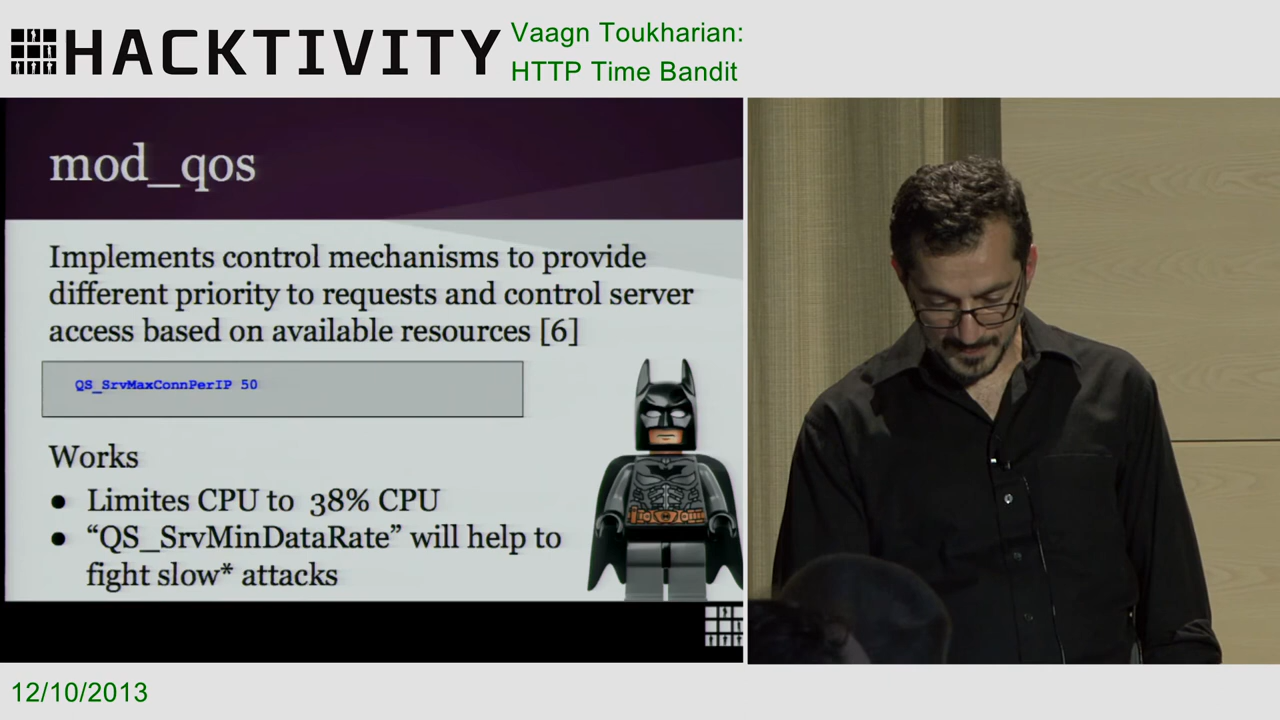 HACKTIVITY
Vaagn Toukharian:
HTTP Time Bandit
mod_qos
Implements control mechanisms to provide
different priority to requests and control server
access based on available resources [6]
QS_SrvMaxConnPerIP 50
Works
● Limites CPU to 38% CPU
● “QS_SrvMinDataRate” will help to
fight slow* attacks
12/10/2013